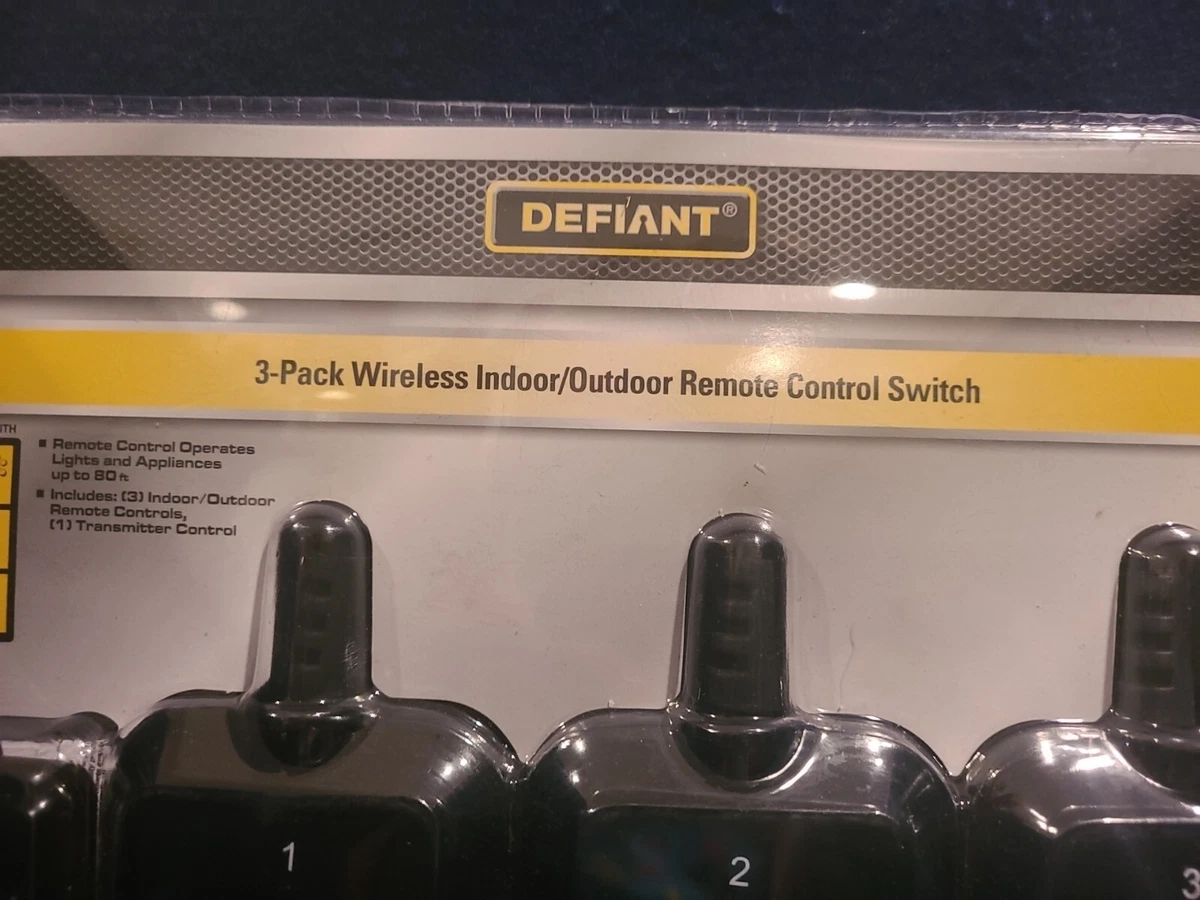 DEFIANT®
3-Pack Wireless Indoor/Outdoor Remote Control Switch
ITH
▪ Remote Control Operates
Lights and Appliances
up to 80 ft
▪ Includes: (3) Indoor/Outdoor
Remote Controls,
(1) Transmitter Control
1
2
3